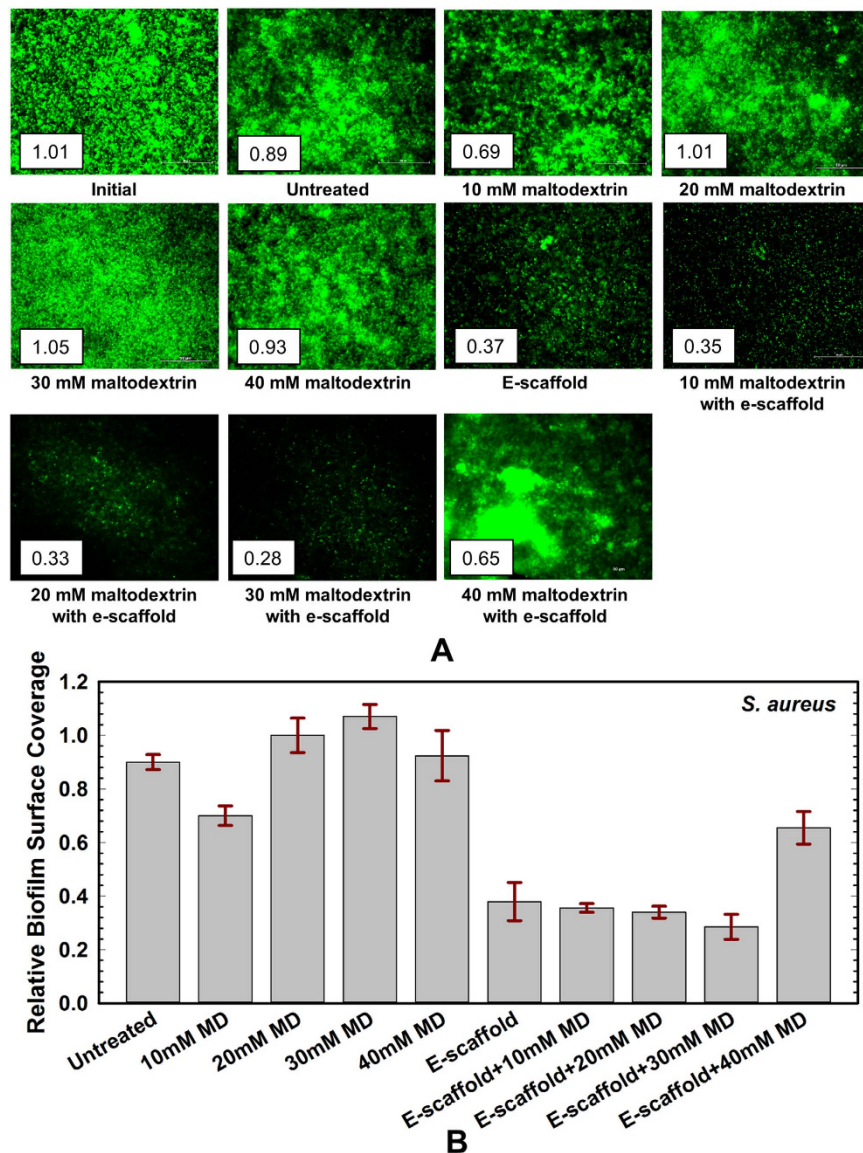 1.01
Initial
0.89
Untreated
0.69
10 mM maltodextrin
1.01
20 mM maltodextrin
1.05
30 mM maltodextrin
0.93
40 mM maltodextrin
0.37
E-scaffold
0.35
10 mM maltodextrin
with e-scaffold
0.33
20 mM maltodextrin
with e-scaffold
0.28
30 mM maltodextrin
with e-scaffold
0.65
40 mM maltodextrin
with e-scaffold
A
Relative Biofilm Surface Coverage
1.2
1.0
0.8
0.6
0.4
0.2
0.0
S. aureus
Untreated
10mM MD
20mM MD
30mM MD
40mM MD
E-scaffold
E-scaffold+10mM MD
E-scaffold+20mM MD
E-scaffold+30mM MD
E-scaffold+40mM MD
B